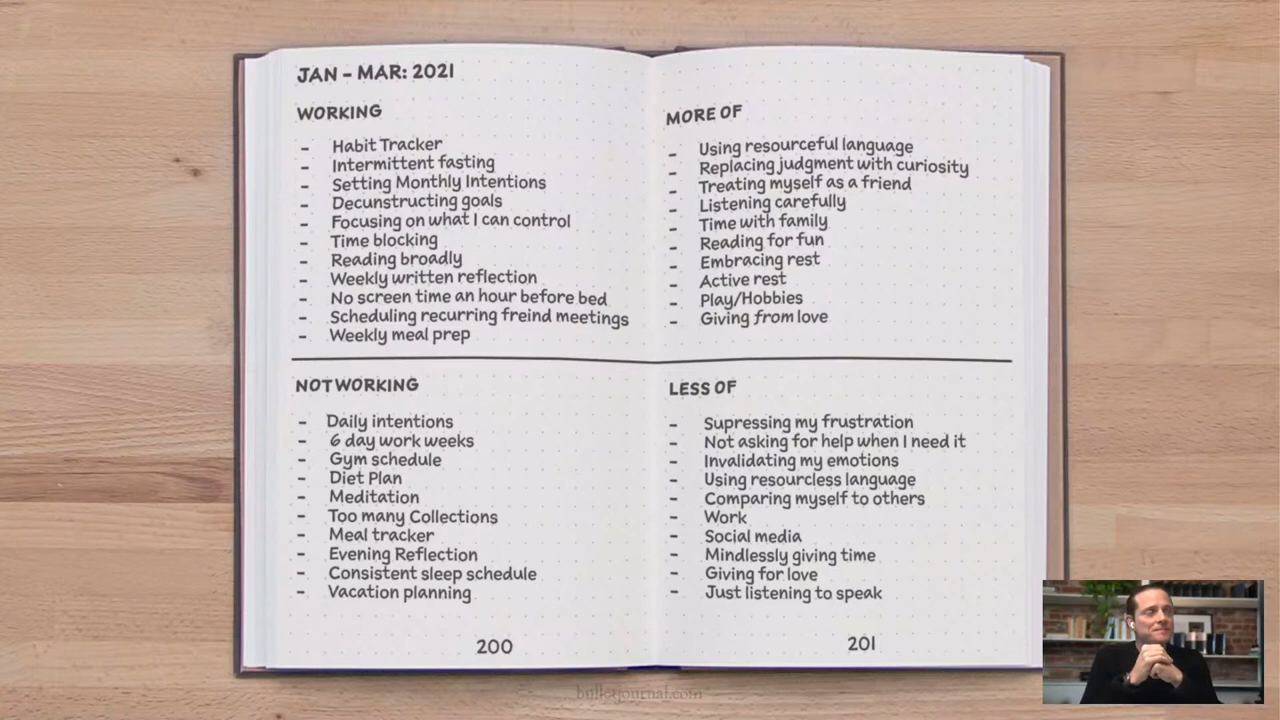 JAN - MAR: 2021
WORKING
- Habit Tracker
- Intermittent fasting
- Setting Monthly Intentions
- Decunstructing goals
- Focusing on what I can control
- Time blocking
- Reading broadly
- Weekly written reflection
- No screen time an hour before bed
- Scheduling recurring freind meetings
- Weekly meal prep
NOT WORKING
- Daily intentions
- 6 day work weeks
- Gym schedule
- Diet Plan
- Meditation
- Too many Collections
- Meal tracker
- Evening Reflection
- Consistent sleep schedule
- Vacation planning
200
MORE OF
- Using resourceful language
- Replacing judgment with curiosity
- Treating myself as a friend
- Listening carefully
- Time with family
- Reading for fun
- Embracing rest
- Active rest
- Play/Hobbies
- Giving from love
LESS OF
- Supressing my frustration
- Not asking for help when I need it
- Invalidating my emotions
- Using resourcless language
- Comparing myself to others
- Work
- Social media
- Mindlessly giving time
- Giving for love
- Just listening to speak
201
bulletjournal.com